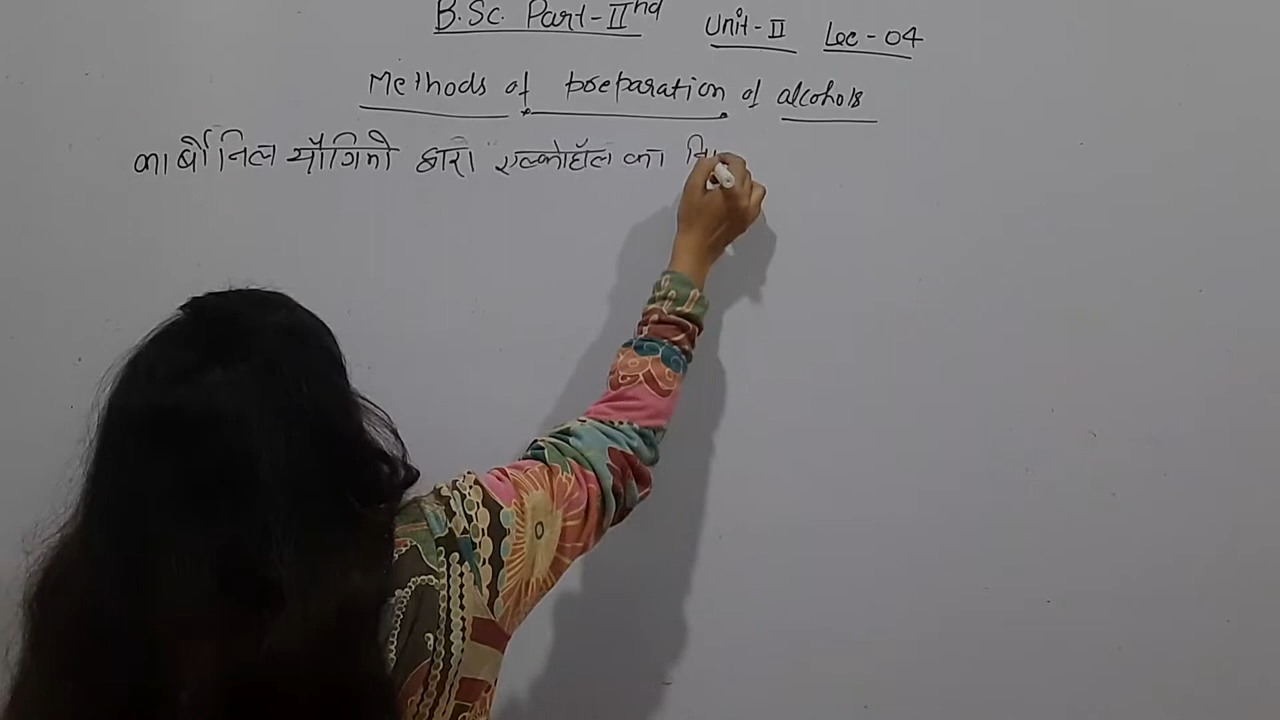 B.Sc. Part-IInd Unit-II Lec-04
Methods of preparation of alcohols
कार्बोनिल यौगिको द्वारा एल्कोहॉल का